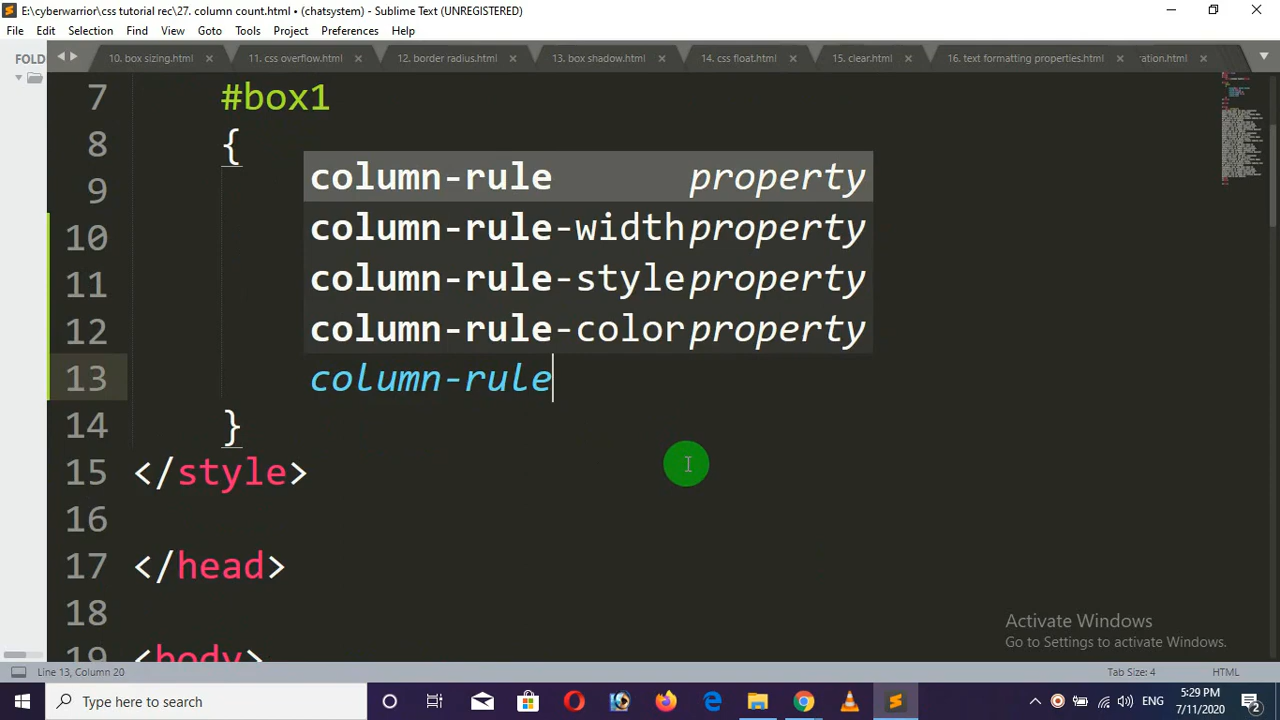 E:\cyberwarrior\css tutorial rec\27. column count.html • (chatsystem) - Sublime Text (UNREGISTERED)
File Edit Selection Find View Goto Tools Project Preferences Help
FOLD
10. box sizing.html × 11. css overflow.html × 12. border radius.html × 13. box shadow.html × 14. css float.html × 15. clear.html × 16. text formatting properties.html × ration.html ×
7 #box1
8 {
column-rule property
9
column-rule-width property
10
column-rule-style property
11
column-rule-color property
12
13 column-rule
14 }
15 </style>
16
17 </head>
18
19 <body>
Activate Windows
Go to Settings to activate Windows.
Line 13, Column 20 Tab Size: 4 HTML
Type here to search
ENG
5:29 PM
7/11/2020
2